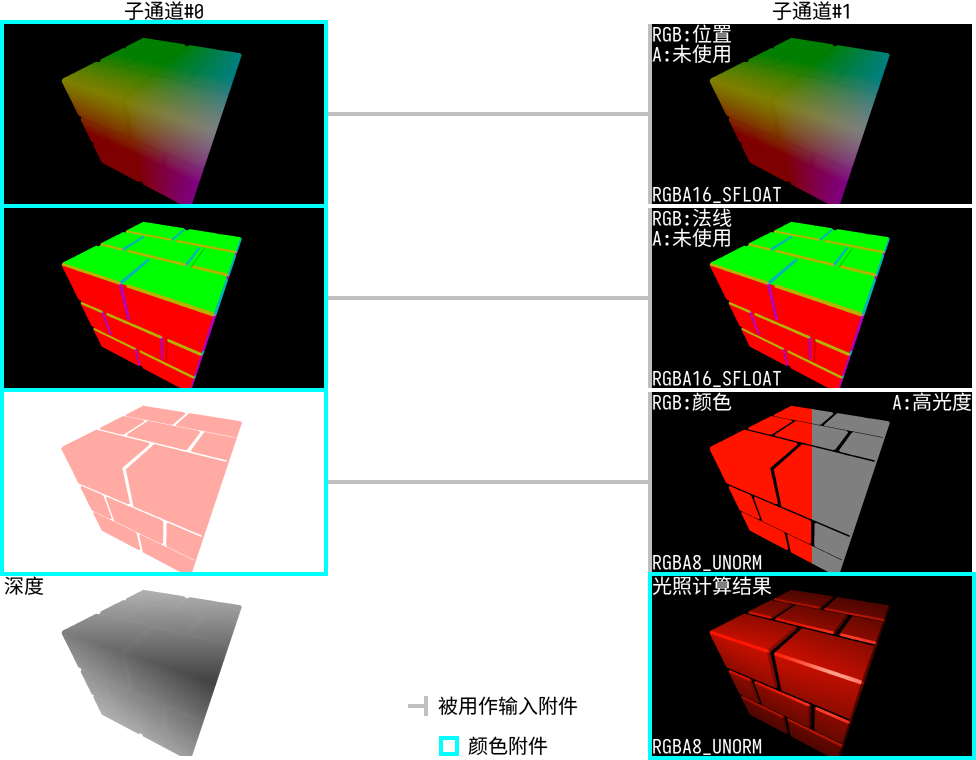 子通道#0
子通道#1
RGB:位置
A:未使用
RGBA16_SFLOAT
RGB:法线
A:未使用
RGBA16_SFLOAT
RGB:颜色
A:高光度
RGBA8_UNORM
深度
光照计算结果
RGBA8_UNORM
被用作输入附件
颜色附件